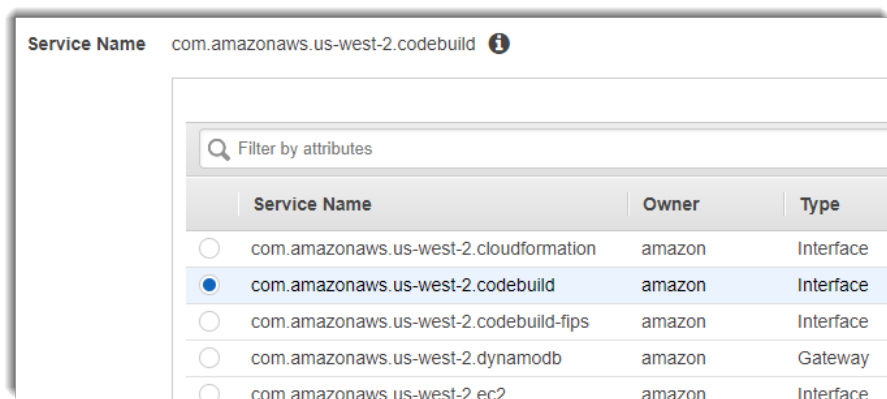 Service Name com.amazonaws.us-west-2.codebuild
Filter by attributes
Service Name Owner Type
com.amazonaws.us-west-2.cloudformation amazon Interface
com.amazonaws.us-west-2.codebuild amazon Interface
com.amazonaws.us-west-2.codebuild-fips amazon Interface
com.amazonaws.us-west-2.dynamodb amazon Gateway
com.amazonaws.us-west-2.ec2 amazon Interface